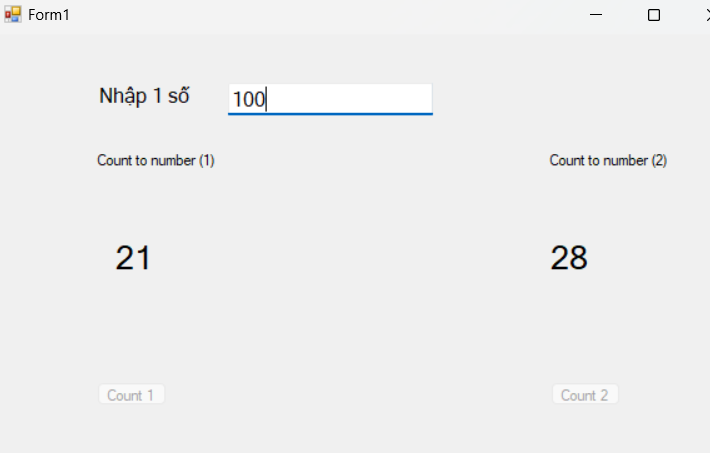 Form1
Nhập 1 số
100
Count to number (1)
Count to number (2)
21
28
Count 1
Count 2